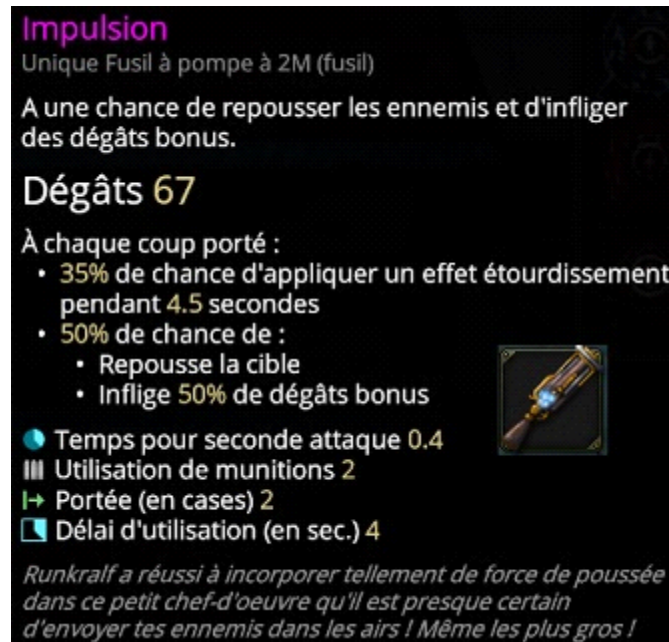 Impulsion
Unique Fusil à pompe à 2M (fusil)
A une chance de repousser les ennemis et d'infliger
des dégâts bonus.
Dégâts 67
À chaque coup porté :
• 35% de chance d'appliquer un effet étourdissement
pendant 4.5 secondes
• 50% de chance de :
• Repousse la cible
• Inflige 50% de dégâts bonus
Temps pour seconde attaque 0.4
Utilisation de munitions 2
Portée (en cases) 2
Délai d'utilisation (en sec.) 4
Runkralf a réussi à incorporer tellement de force de poussée
dans ce petit chef-d'oeuvre qu'il est presque certain
d'envoyer tes ennemis dans les airs ! Même les plus gros !